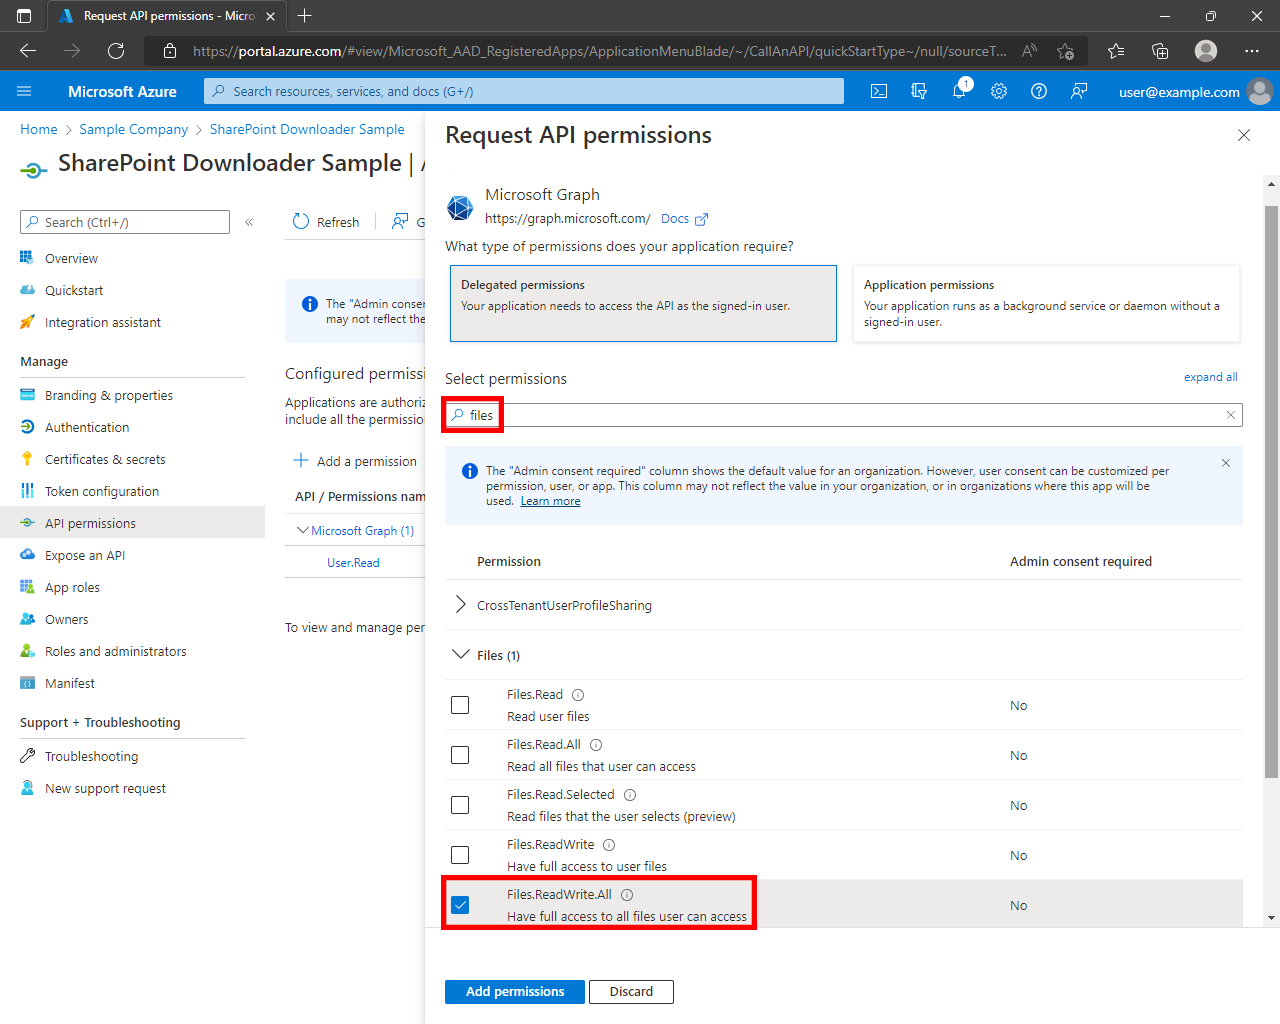 Request API permissions - Micro
https://portal.azure.com/#view/Microsoft_AAD_RegisteredApps/ApplicationMenuBlade/~/CallAnAPI/quickStartType~/null/sourceT...
Microsoft Azure
Search resources, services, and docs (G+/)
1
user@example.com
Home > Sample Company > SharePoint Downloader Sample
SharePoint Downloader Sample |
Search (Ctrl+/)
«
Overview
Quickstart
Integration assistant
Manage
Branding & properties
Authentication
Certificates & secrets
Token configuration
API permissions
Expose an API
App roles
Owners
Roles and administrators
Manifest
Support + Troubleshooting
Troubleshooting
New support request
Refresh
G
The "Admin conse
may not reflect the
Configured permissi
Applications are authoriz
include all the permission
Add a permission
API / Permissions nam
Microsoft Graph (1)
User.Read
To view and manage per
Request API permissions
Microsoft Graph
https://graph.microsoft.com/ Docs
What type of permissions does your application require?
Delegated permissions
Your application needs to access the API as the signed-in user.
Application permissions
Your application runs as a background service or daemon without a
signed-in user.
Select permissions
expand all
files
The "Admin consent required" column shows the default value for an organization. However, user consent can be customized per
permission, user, or app. This column may not reflect the value in your organization, or in organizations where this app will be
used. Learn more
Permission
Admin consent required
CrossTenantUserProfileSharing
Files (1)
Files.Read
Read user files
No
Files.Read.All
Read all files that user can access
No
Files.Read.Selected
Read files that the user selects (preview)
No
Files.ReadWrite
Have full access to user files
No
Files.ReadWrite.All
Have full access to all files user can access
No
Add permissions
Discard